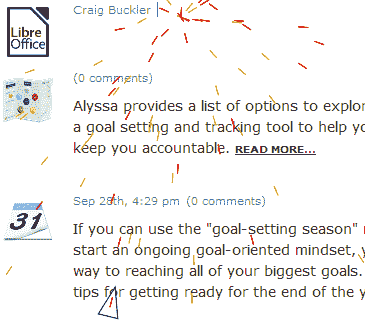 Libre
Office
Craig Buckler
(0 comments)
Alyssa provides a list of options to explor
a goal setting and tracking tool to help yo
keep you accountable. READ MORE...
31
Sep 28th, 4:29 pm (0 comments)
If you can use the "goal-setting season"
start an ongoing goal-oriented mindset, y
way to reaching all of your biggest goals.
tips for getting ready for the end of the y